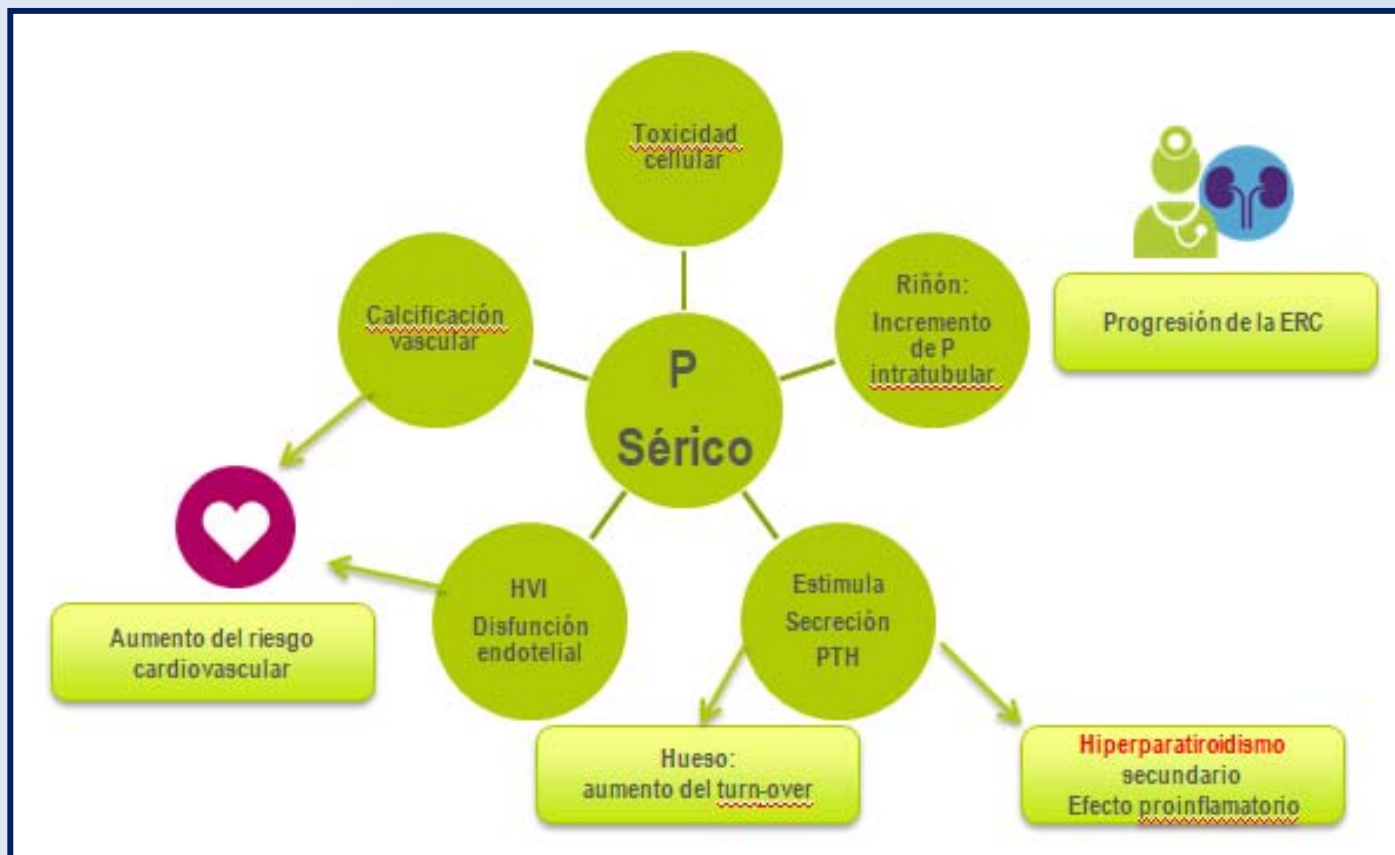 Toxicidad
cellular
Riñón:
Incremento
de P
intratubular
Progresión de la ERC
Calcificación
vascular
P
Sérico
HVI
Disfunción
endotelial
Estimula
Secreción
PTH
Aumento del riesgo
cardiovascular
Hueso:
aumento del turn-over
Hiperparatiroidismo
secundario
Efecto proinflamatorio